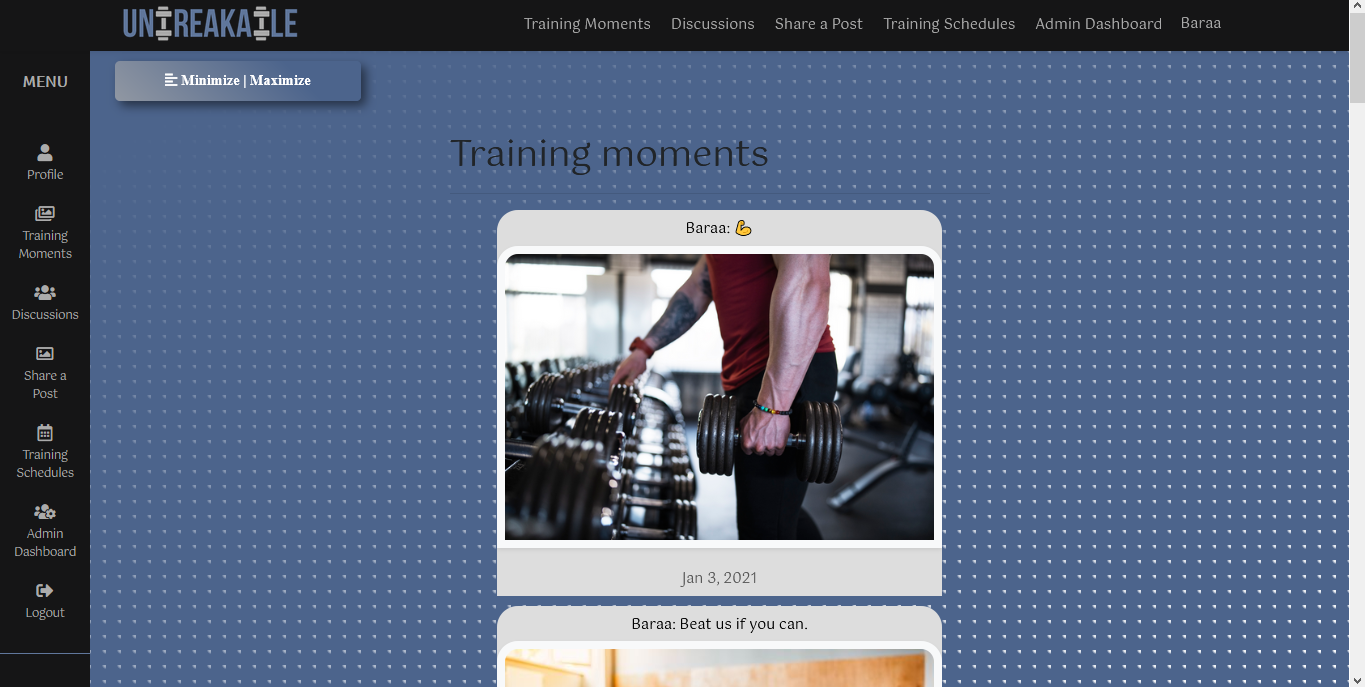 UNBREAKABLE
Training Moments Discussions Share a Post Training Schedules Admin Dashboard Baraa
MENU
Profile
Training
Moments
Discussions
Share a
Post
Training
Schedules
Admin
Dashboard
Logout
Minimize | Maximize
Training moments
Baraa: 💪
Jan 3, 2021
Baraa: Beat us if you can.